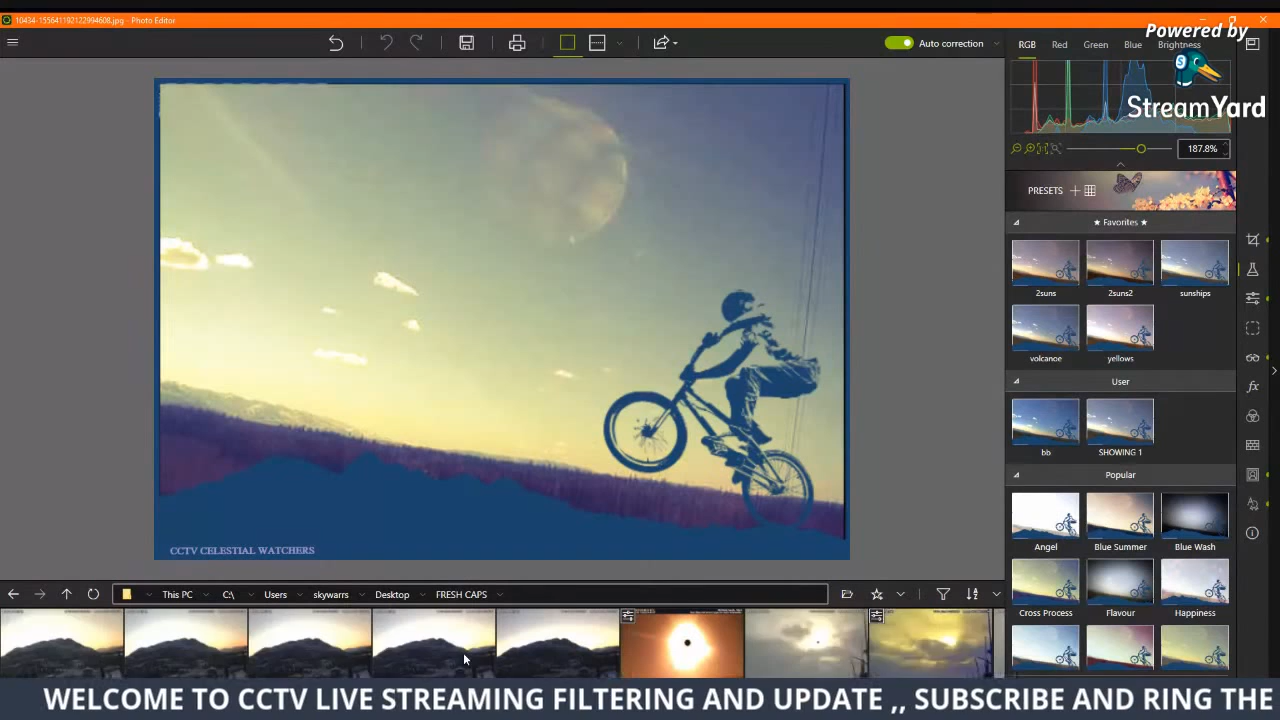 10434-155641192122994608.jpg - Photo Editor
Powered by
StreamYard
Auto correction
RGB
Red
Green
Blue
Brightness
187.8%
PRESETS
★ Favorites ★
2suns
2suns2
sunships
volcano
yellows
User
bb
SHOWING 1
Popular
Angel
Blue Summer
Blue Wash
Cross Process
Flavour
Happiness
CCTV CELESTIAL WATCHERS
This PC
C:\
Users
skywarrs
Desktop
FRESH CAPS
WELCOME TO CCTV LIVE STREAMING FILTERING AND UPDATE ,, SUBSCRIBE AND RING THE